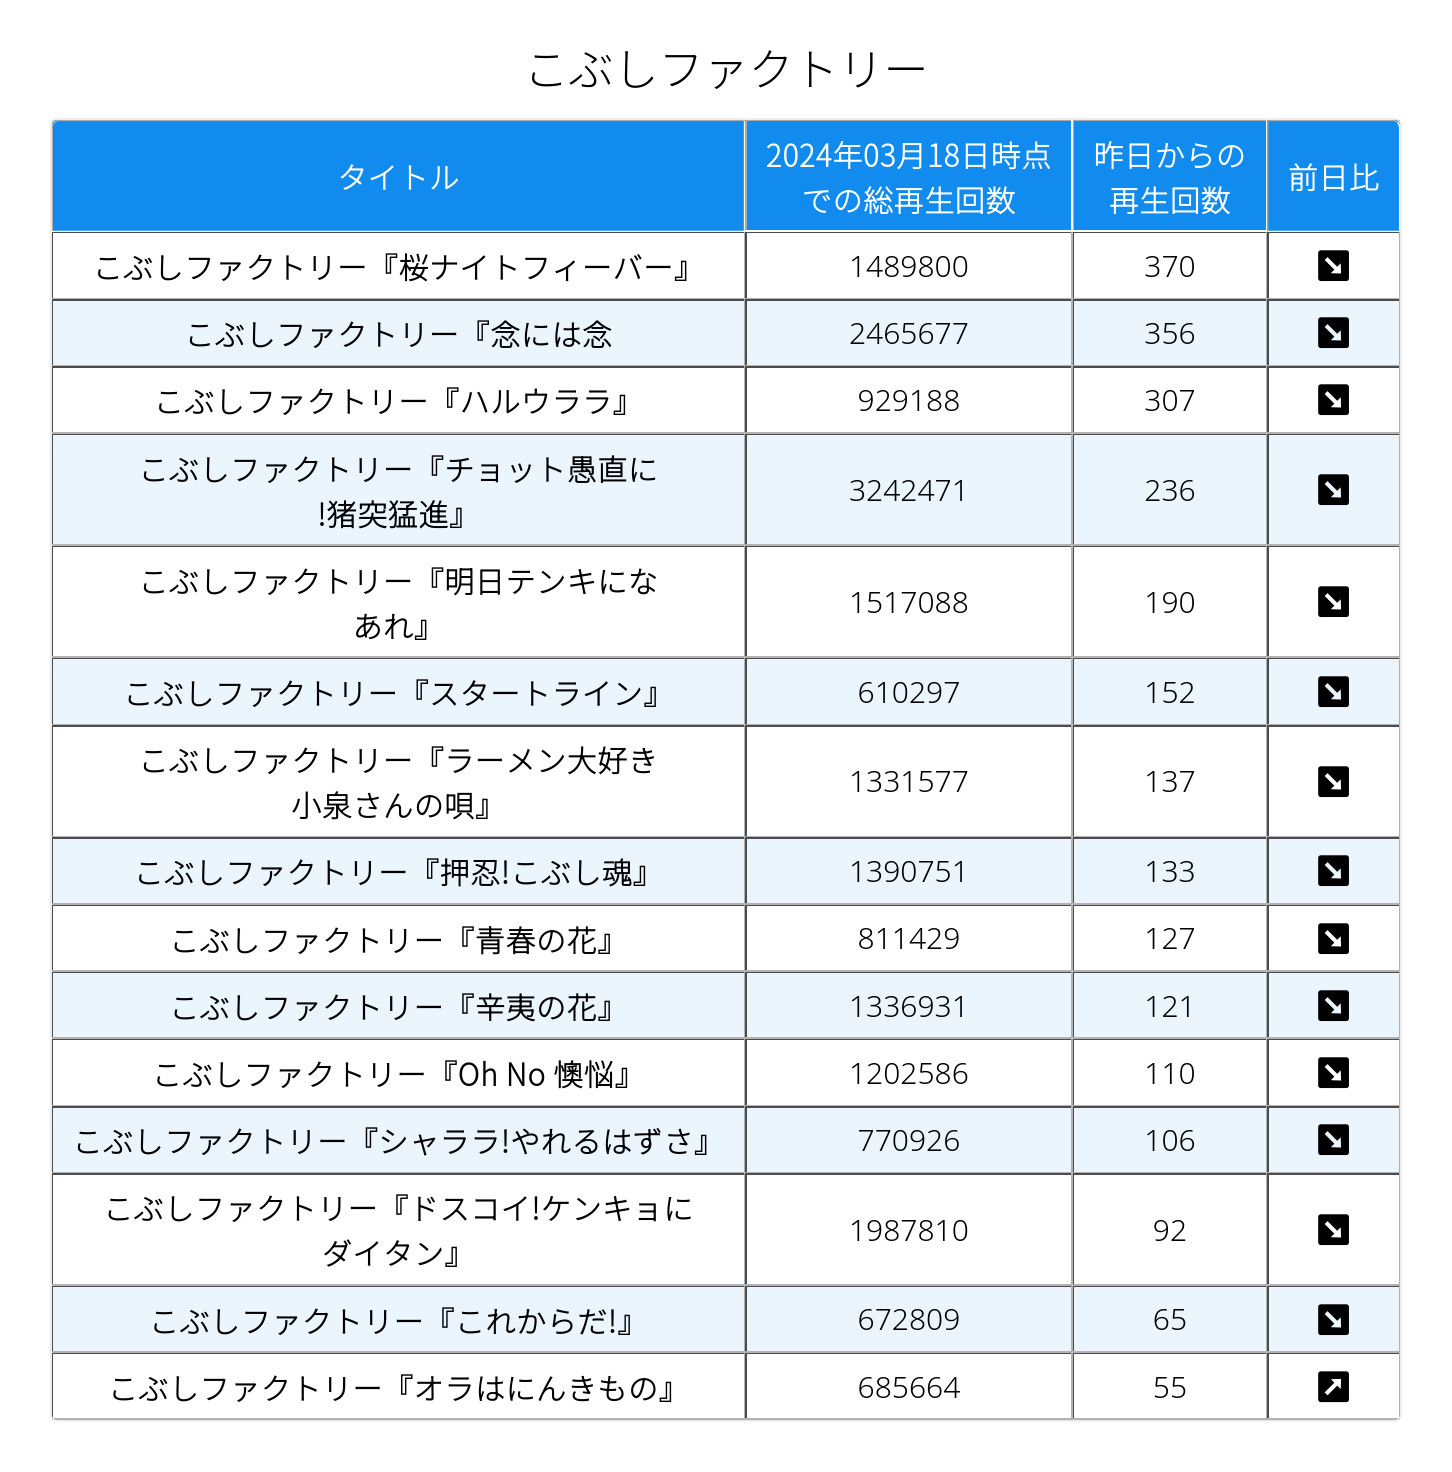 こぶしファクトリー
タイトル
2024年03月18日時点
での総再生回数
昨日からの
再生回数
前日比
こぶしファクトリー『桜ナイトフィーバー』 1489800 370
こぶしファクトリー『念には念 2465677 356
こぶしファクトリー『ハルウララ』 929188 307
こぶしファクトリー『チョット愚直に
!猪突猛進』 3242471 236
こぶしファクトリー『明日テンキにな
あれ』 1517088 190
こぶしファクトリー『スタートライン』 610297 152
こぶしファクトリー『ラーメン大好き
小泉さんの唄』 1331577 137
こぶしファクトリー『押忍!こぶし魂』 1390751 133
こぶしファクトリー『青春の花』 811429 127
こぶしファクトリー『辛夷の花』 1336931 121
こぶしファクトリー『Oh No 懊悩』 1202586 110
こぶしファクトリー『シャララ!やれるはずさ』 770926 106
こぶしファクトリー『ドスコイ!ケンキョに
ダイタン』 1987810 92
こぶしファクトリー『これからだ!』 672809 65
こぶしファクトリー『オラはにんきもの』 685664 55